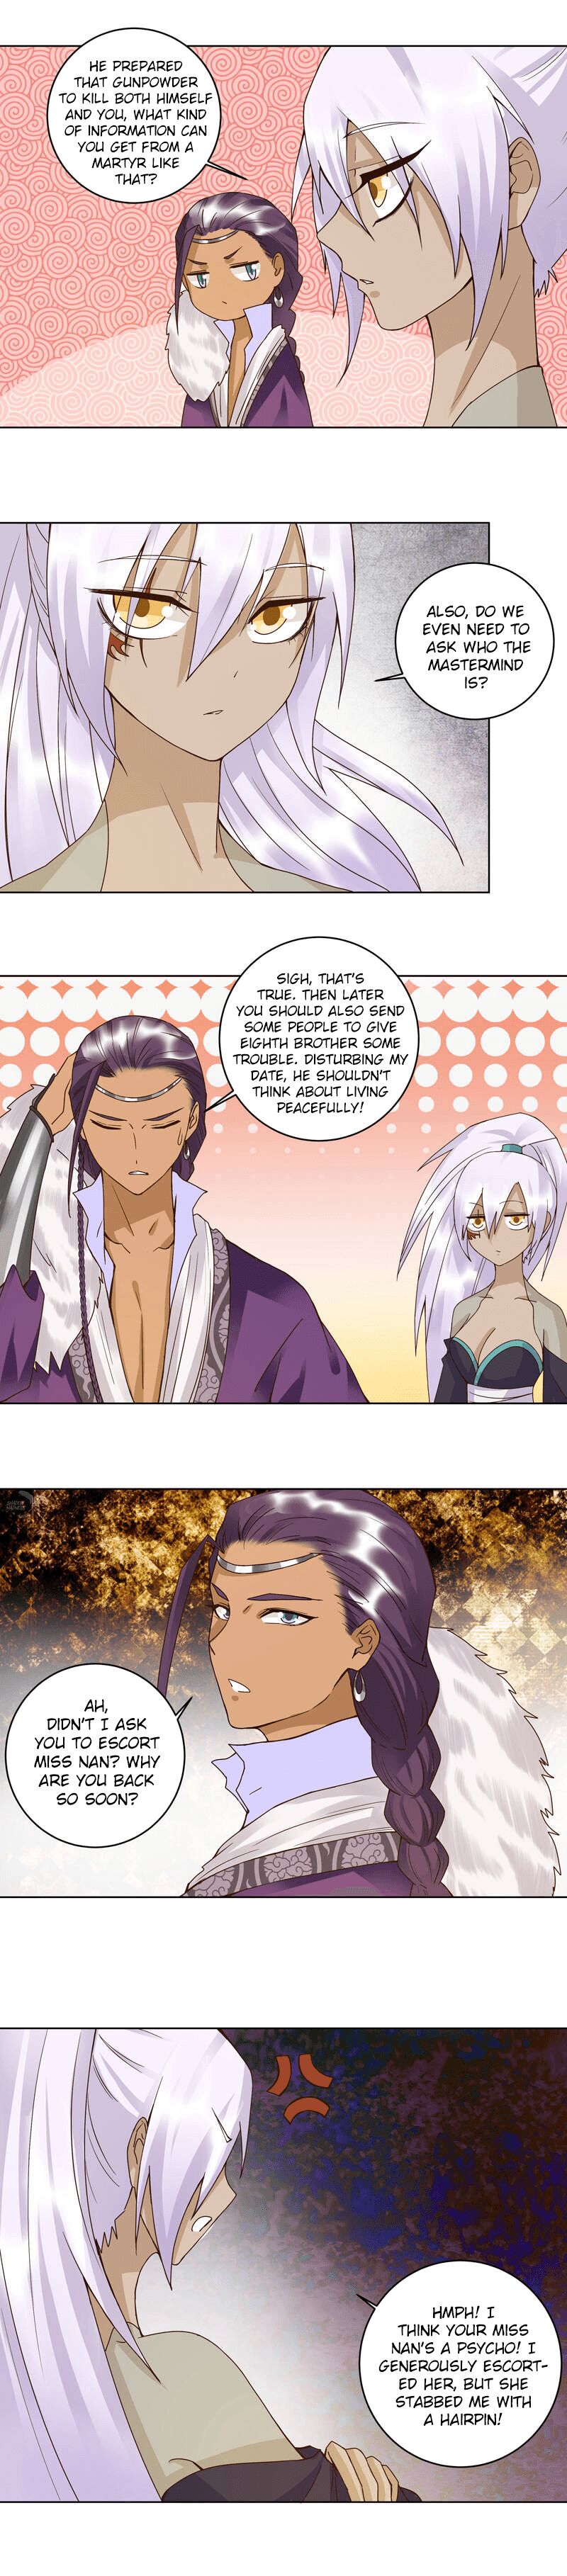 HE PREPARED
THAT GUNPOWDER
TO KILL BOTH HIMSELF
AND YOU, WHAT KIND
OF INFORMATION CAN
YOU GET FROM A
MARTYR LIKE
THAT?
ALSO, DO WE
EVEN NEED TO
ASK WHO THE
MASTERMIND
IS?
SIGH, THAT'S
TRUE. THEN LATER
YOU SHOULD ALSO SEND
SOME PEOPLE TO GIVE
EIGHTH BROTHER SOME
TROUBLE. DISTURBING MY
DATE, HE SHOULDN'T
THINK ABOUT LIVING
PEACEFULLY!
AH,
DIDN'T I ASK
YOU TO ESCORT
MISS NAN? WHY
ARE YOU BACK
SO SOON?
HMPH! I
THINK YOUR MISS
NAN'S A PSYCHO! I
GENEROUSLY ESCORT-
ED HER, BUT SHE
STABBED ME WITH
A HAIRPIN!